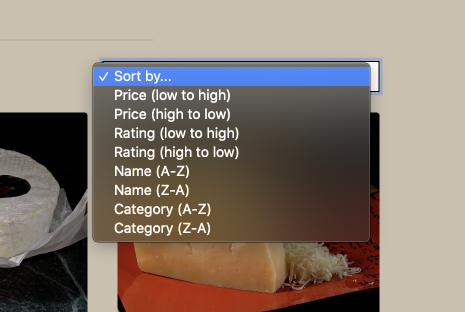 Sort by...
Price (low to high)
Price (high to low)
Rating (low to high)
Rating (high to low)
Name (A-Z)
Name (Z-A)
Category (A-Z)
Category (Z-A)